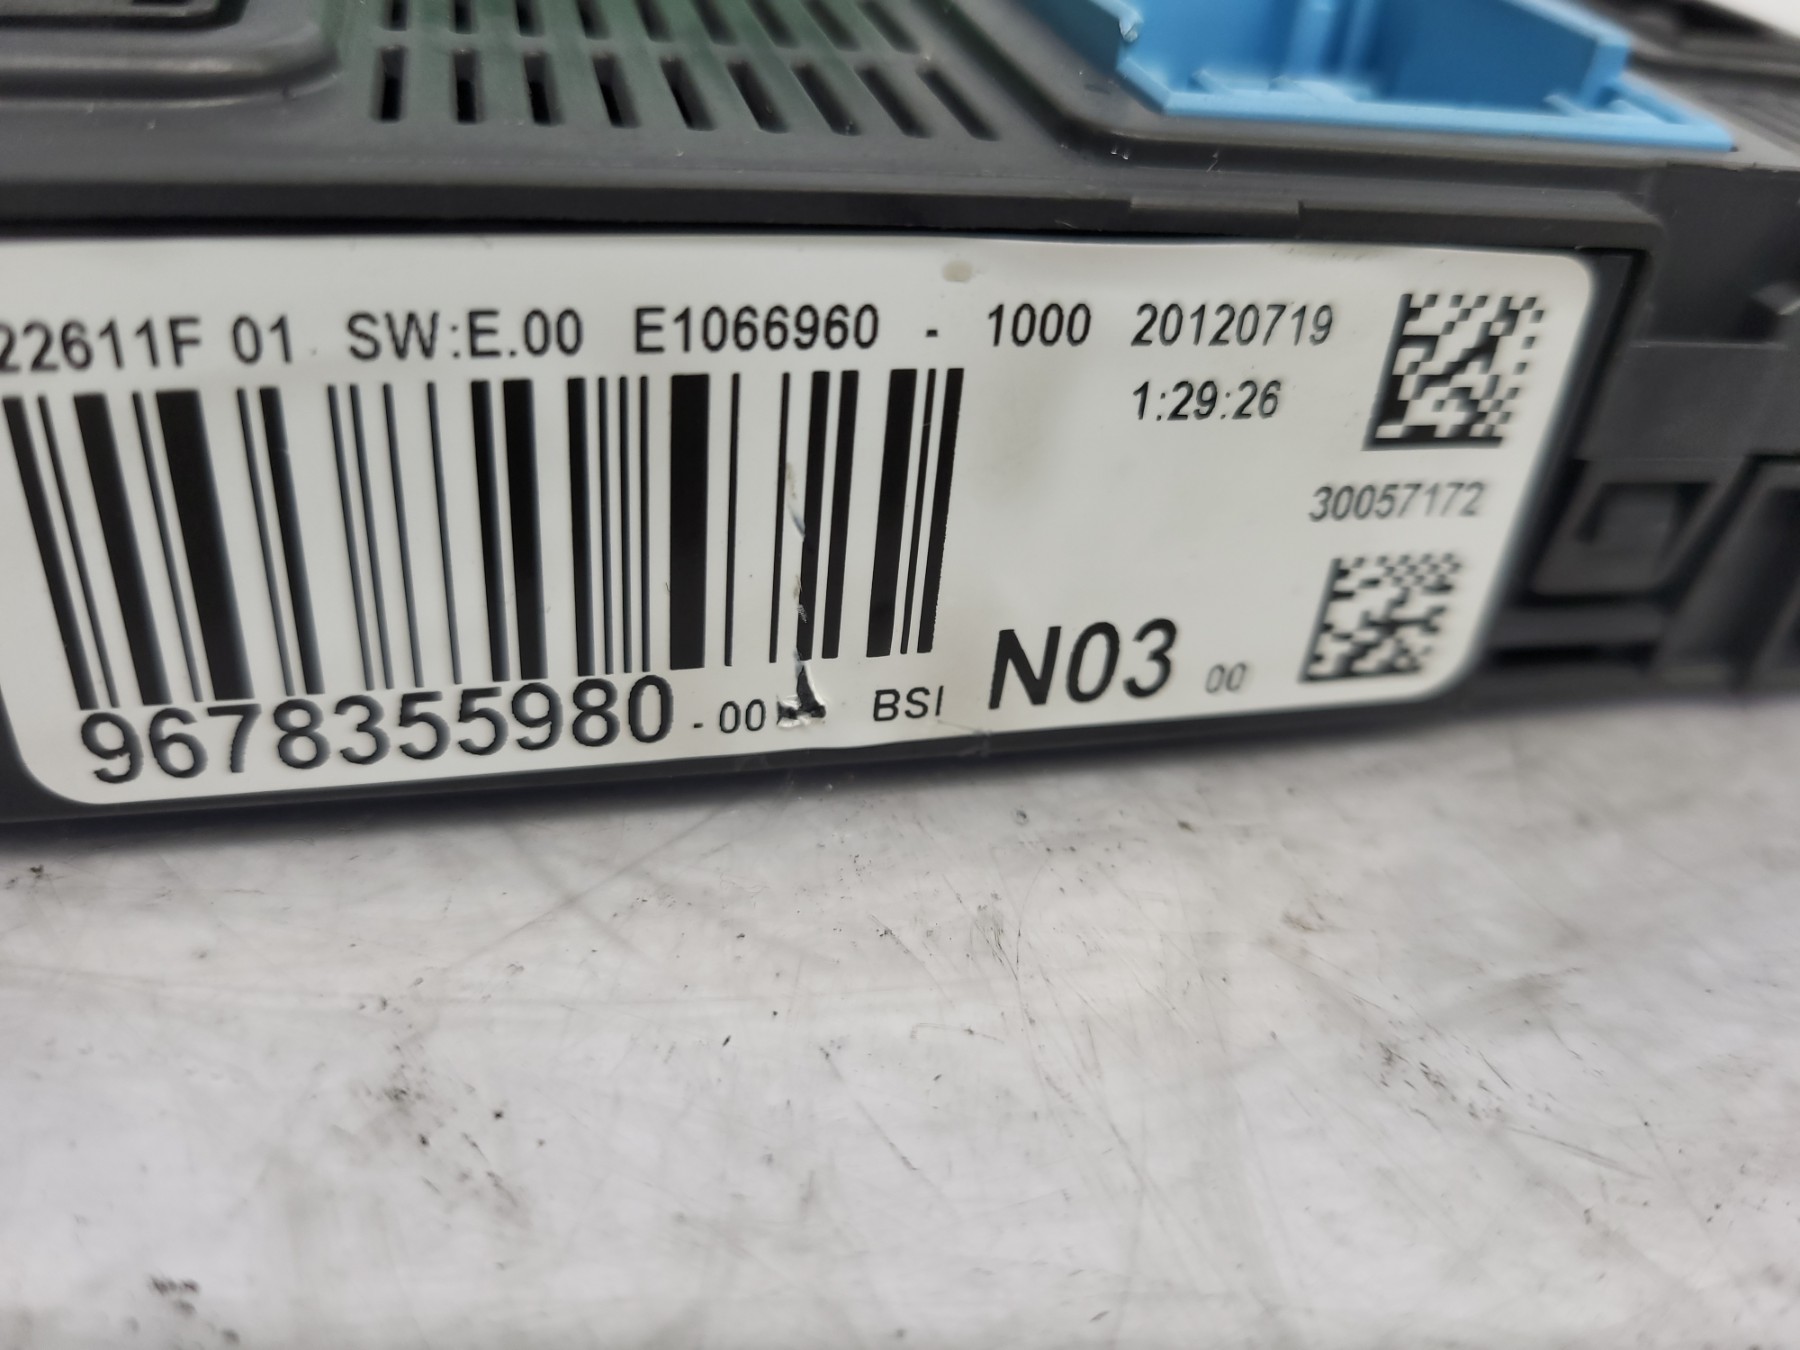 22611F 01 SW:E.00 E1066960 - 1000 20120719
1:29:26
30057172
9678355980 - 00 BSI N03 00